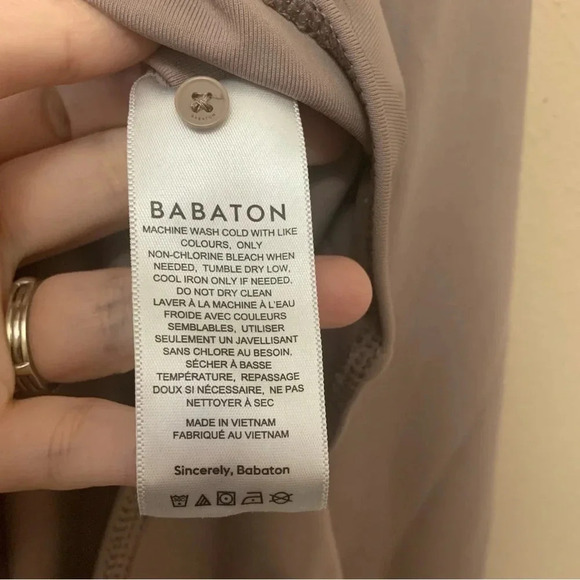 BABATON
BABATON
MACHINE WASH COLD WITH LIKE
COLOURS, ONLY
NON-CHLORINE BLEACH WHEN
NEEDED, TUMBLE DRY LOW,
COOL IRON ONLY IF NEEDED.
DO NOT DRY CLEAN
LAVER À LA MACHINE À L'EAU
FROIDE AVEC COULEURS
SEMBLABLES, UTILISER
SEULEMENT UN JAVELLISANT
SANS CHLORE AU BESOIN.
SÉCHER À BASSE
TEMPÉRATURE, REPASSAGE
DOUX SI NÉCESSAIRE, NE PAS
NETTOYER À SEC
MADE IN VIETNAM
FABRIQUÉ AU VIETNAM
Sincerely, Babaton